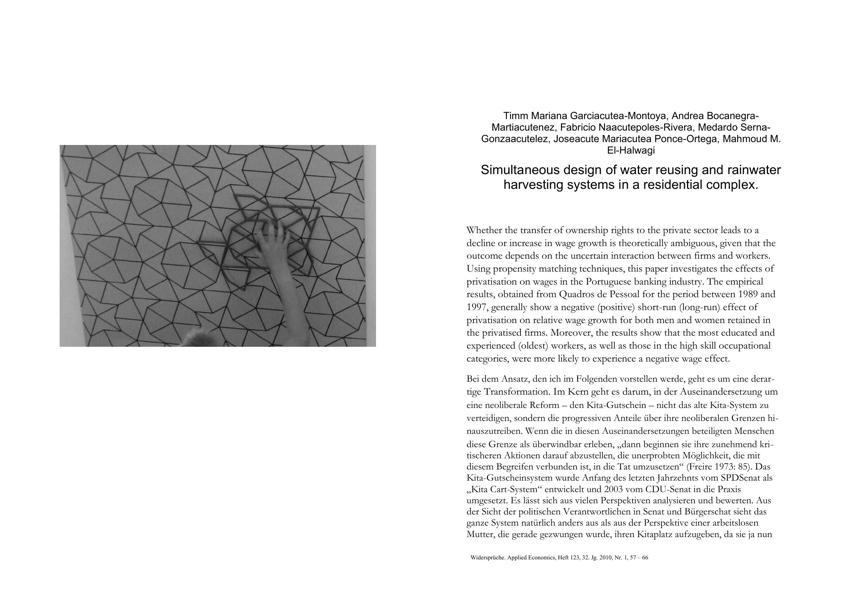 Timm Mariana Garciacutea-Montoya, Andrea Bocanegra-
Martiacutenez, Fabricio Naacutepoles-Rivera, Medardo Serna-
Gonzaacutelez, Joseacute Mariacutea Ponce-Ortega, Mahmoud M.
El-Halwagi
Simultaneous design of water reusing and rainwater
harvesting systems in a residential complex.
Whether the transfer of ownership rights to the private sector leads to a
decline or increase in wage growth is theoretically ambiguous, given that the
outcome depends on the uncertain interaction between firms and workers.
Using propensity matching techniques, this paper investigates the effects of
privatisation on wages in the Portuguese banking industry. The empirical
results, obtained from Quadros de Pessoal for the period between 1989 and
1997, generally show a negative (positive) short-run (long-run) effect of
privatisation on relative wage growth for both men and women retained in
the privatised firms. Moreover, the results show that the most educated and
experienced (oldest) workers, as well as those in the high skill occupational
categories, were more likely to experience a negative wage effect.
Bei dem Ansatz, den ich im Folgenden vorstellen werde, geht es um eine derar-
tige Transformation. Im Kern geht es darum, in der Auseinandersetzung um
eine neoliberale Reform – den Kita-Gutschein – nicht das alte Kita-System zu
verteidigen, sondern die progressiven Anteile über ihre neoliberalen Grenzen hi-
nauszutreiben. Wenn die in diesen Auseinandersetzungen beteiligten Menschen
diese Grenze als überwindbar erleben, „dann beginnen sie ihre zunehmend kri-
tischeren Aktionen darauf abzustellen, die unerprobten Möglichkeit, die mit
diesem Begreifen verbunden ist, in die Tat umzusetzen“ (Freire 1973: 85). Das
Kita-Gutscheinsystem wurde Anfang des letzten Jahrzehnts vom SPDSenat als
„Kita Cart-System“ entwickelt und 2003 vom CDU-Senat in die Praxis
umgesetzt. Es lässt sich aus vielen Perspektiven analysieren und bewerten. Aus
der Sicht der politischen Verantwortlichen in Senat und Bürgerschat sieht das
ganze System natürlich anders aus als aus der Perspektive einer arbeitslosen
Mutter, die gerade gezwungen wurde, ihren Kitaplatz aufzugeben, da sie ja nun
Widersprüche. Applied Economics, Heft 123, 32. Jg. 2010, Nr. 1, 57 – 66